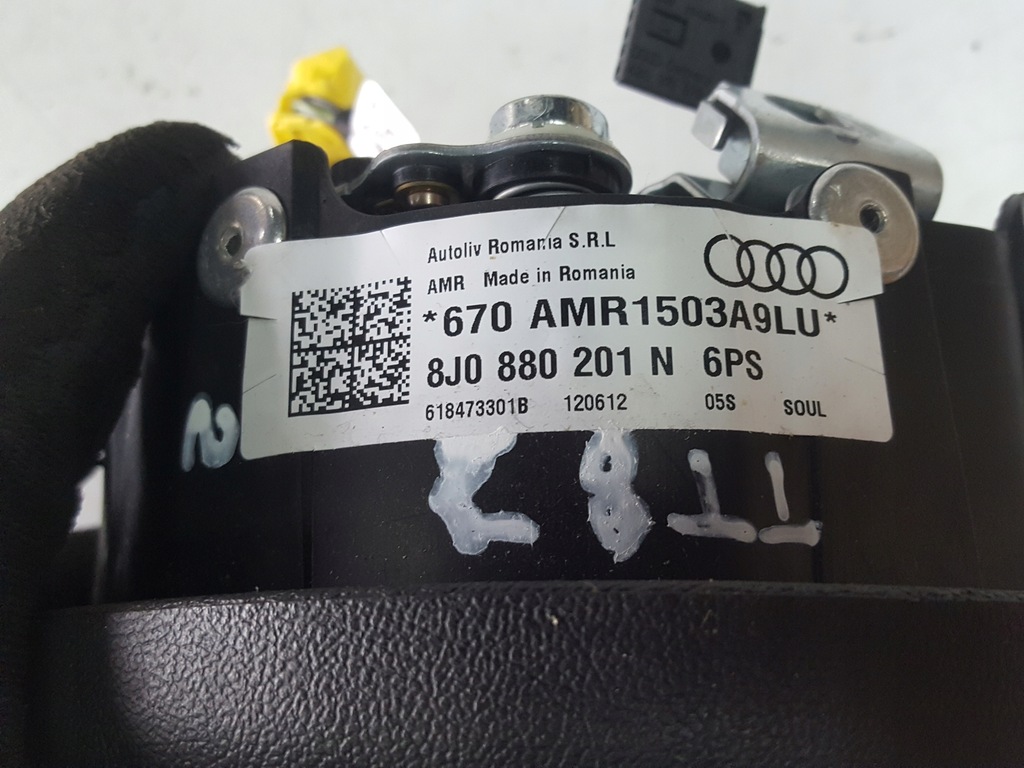 Autoliv Romania S.R.L
AMR Made in Romania
*670 AMR1503A9LU*
8J0 880 201 N 6PS
618473301B 120612 05S SOUL